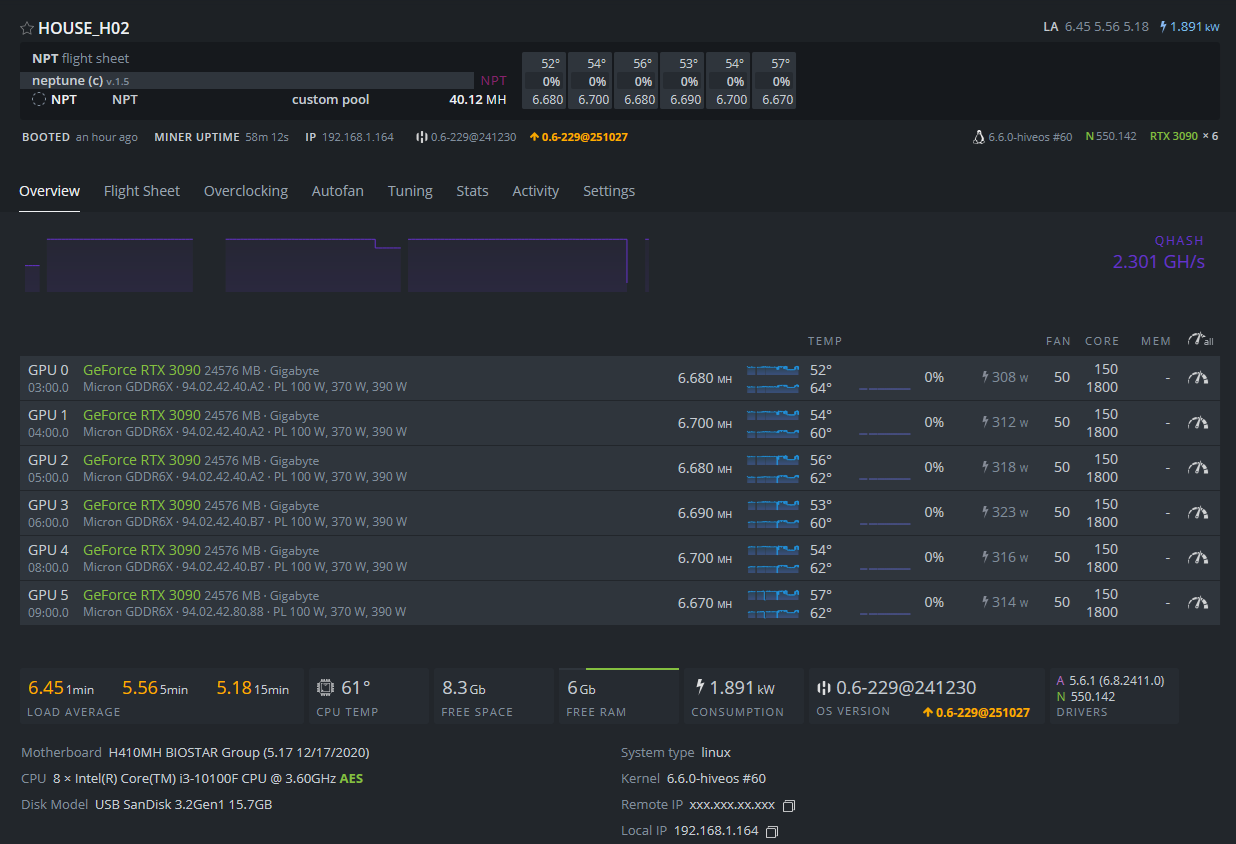 HOUSE_H02 LA 6.45 5.56 5.18 1.891 kW
NPT flight sheet
neptune (c) v.1.5 NPT
NPT NPT custom pool 40.12 MH
52° 54° 56° 53° 54° 57°
0% 0% 0% 0% 0% 0%
6.680 6.700 6.680 6.690 6.700 6.670
BOOTED an hour ago MINER UPTIME 58m 12s IP 192.168.1.164 0.6-229@241230 0.6-229@251027 6.6.0-hiveos #60 N 550.142 RTX 3090 × 6
Overview Flight Sheet Overclocking Autofan Tuning Stats Activity Settings
QHASH
2.301 GH/s
TEMP FAN CORE MEM all
GPU 0 GeForce RTX 3090 24576 MB · Gigabyte 6.680 MH 52° 0% 308 W 50 150 -
03:00.0 Micron GDDR6X · 94.02.42.40.A2 · PL 100 W, 370 W, 390 W 64° 1800
GPU 1 GeForce RTX 3090 24576 MB · Gigabyte 6.700 MH 54° 0% 312 W 50 150 -
04:00.0 Micron GDDR6X · 94.02.42.40.A2 · PL 100 W, 370 W, 390 W 60° 1800
GPU 2 GeForce RTX 3090 24576 MB · Gigabyte 6.680 MH 56° 0% 318 W 50 150 -
05:00.0 Micron GDDR6X · 94.02.42.40.A2 · PL 100 W, 370 W, 390 W 62° 1800
GPU 3 GeForce RTX 3090 24576 MB · Gigabyte 6.690 MH 53° 0% 323 W 50 150 -
06:00.0 Micron GDDR6X · 94.02.42.40.B7 · PL 100 W, 370 W, 390 W 60° 1800
GPU 4 GeForce RTX 3090 24576 MB · Gigabyte 6.700 MH 54° 0% 316 W 50 150 -
08:00.0 Micron GDDR6X · 94.02.42.40.B7 · PL 100 W, 370 W, 390 W 62° 1800
GPU 5 GeForce RTX 3090 24576 MB · Gigabyte 6.670 MH 57° 0% 314 W 50 150 -
09:00.0 Micron GDDR6X · 94.02.42.80.88 · PL 100 W, 370 W, 390 W 62° 1800
6.45 1min 5.56 5min 5.18 15min
LOAD AVERAGE
61°
CPU TEMP
8.3 Gb
FREE SPACE
6 Gb
FREE RAM
1.891 kW
CONSUMPTION
0.6-229@241230
OS VERSION 0.6-229@251027
A 5.6.1 (6.8.2411.0)
N 550.142
DRIVERS
Motherboard H410MH BIOSTAR Group (5.17 12/17/2020)
CPU 8 × Intel(R) Core(TM) i3-10100F CPU @ 3.60GHz AES
Disk Model USB SanDisk 3.2Gen1 15.7GB
System type linux
Kernel 6.6.0-hiveos #60
Remote IP xxx.xxx.xx.xxx
Local IP 192.168.1.164